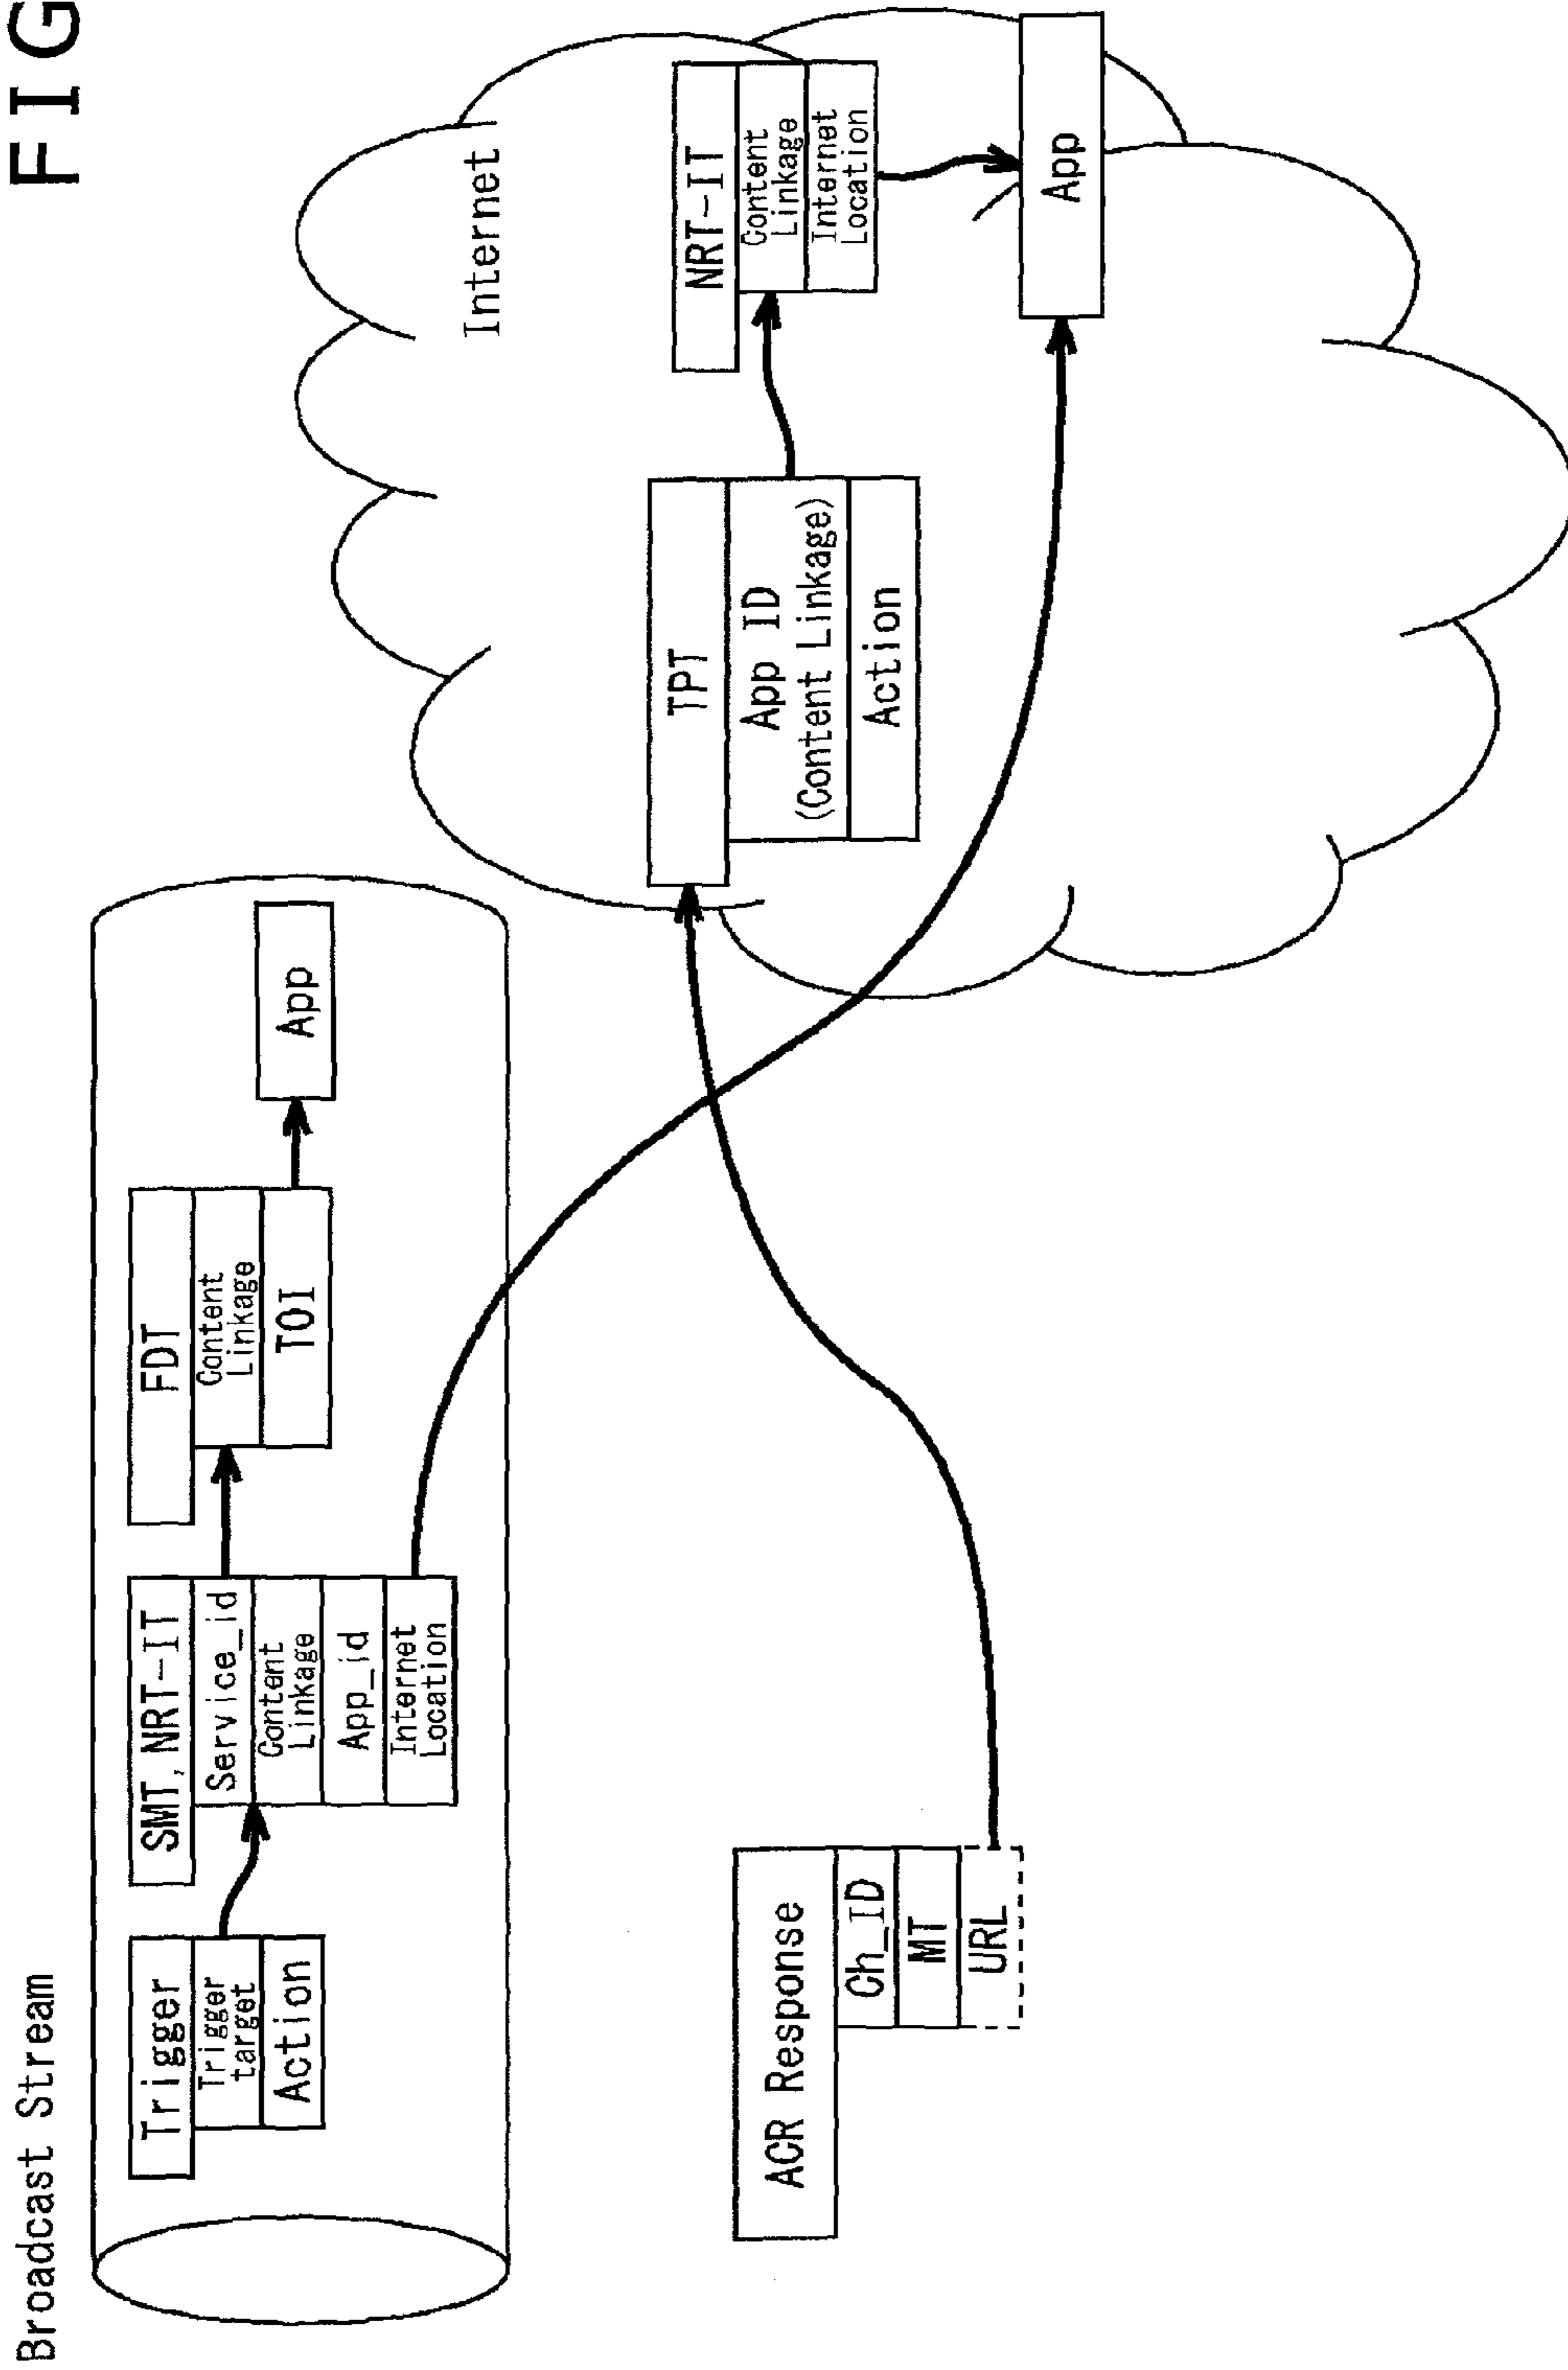 FIG
Broadcast Stream
Trigger
Trigger
target
Action
SMT, NRT-IT
Service_id
Content
Linkage
App_id
Internet
Location
FDT
Content
Linkage
TOI
App
Internet
ACR Response
Ch_ID
MT
URL
TPT
App ID
(Content Linkage)
Action
NRT-IT
Content
Linkage
Internet
Location
App